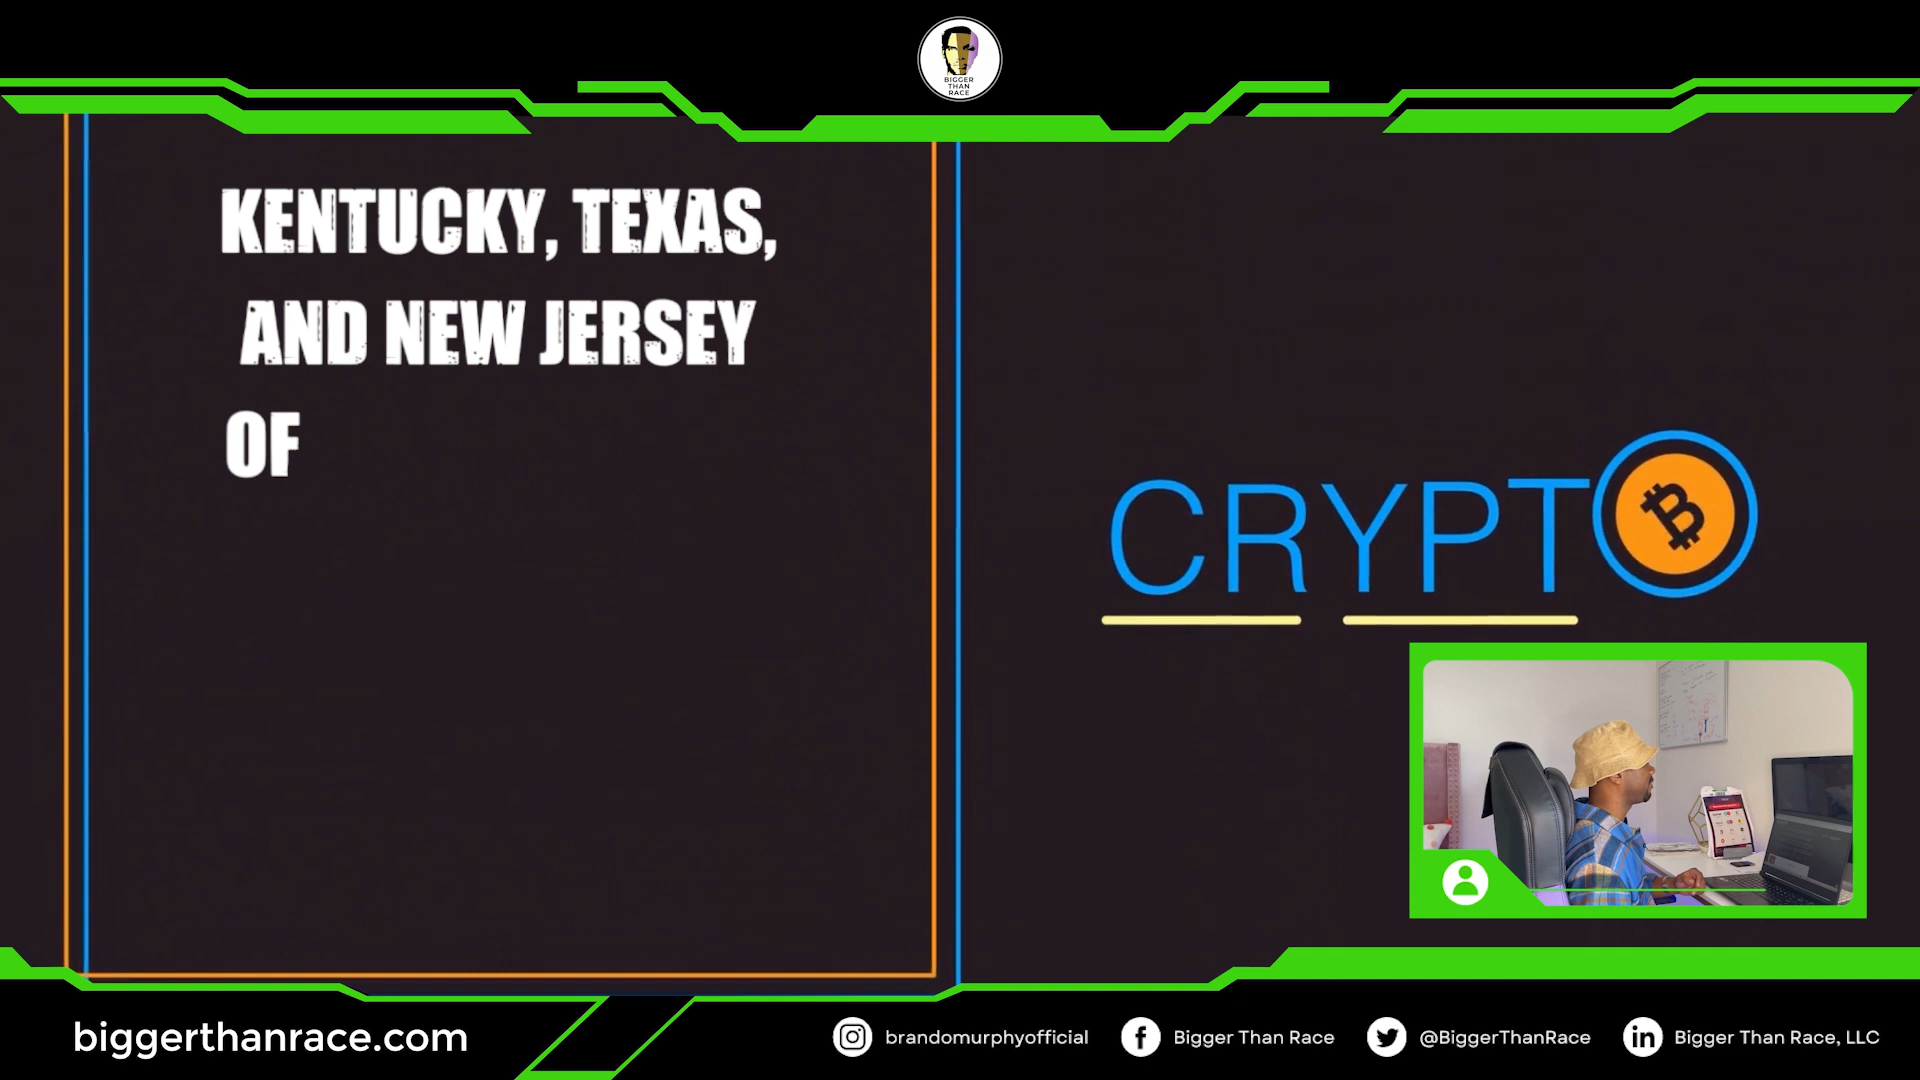 BIGGER
THAN
RACE
KENTUCKY, TEXAS,
AND NEW JERSEY
OF
CRYPT
biggerthanrace.com
brandomurphyofficial
Bigger Than Race
@BiggerThanRace
Bigger Than Race, LLC